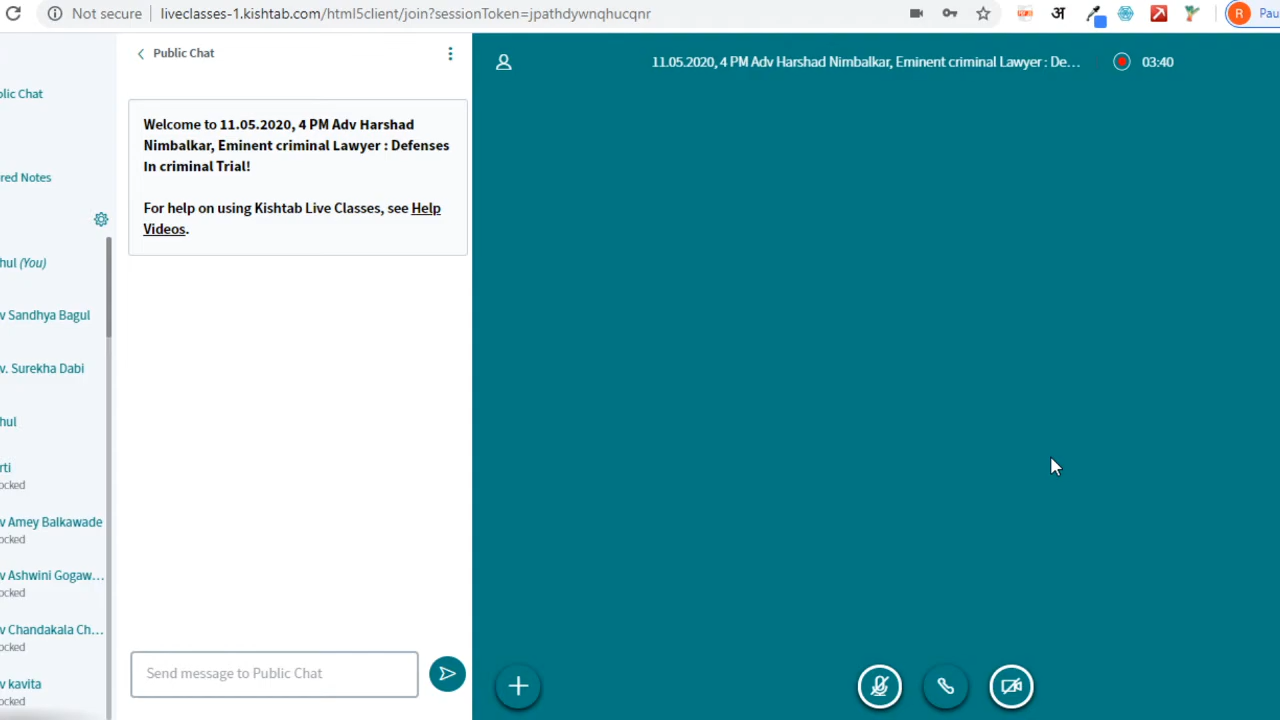 Not secure
liveclasses-1.kishtab.com/html5client/join?sessionToken=jpathdywnqhucqnr
अ
R
Pau
Public Chat
11.05.2020, 4 PM Adv Harshad Nimbalkar, Eminent criminal Lawyer : De...
03:40
blic Chat
Welcome to 11.05.2020, 4 PM Adv Harshad
Nimbalkar, Eminent criminal Lawyer : Defenses
In criminal Trial!
For help on using Kishtab Live Classes, see Help
Videos.
red Notes
hul (You)
v Sandhya Bagul
v. Surekha Dabi
hul
rti
ocked
v Amey Balkawade
ocked
v Ashwini Gogaw...
ocked
v Chandakala Ch...
ocked
v kavita
ocked
Send message to Public Chat